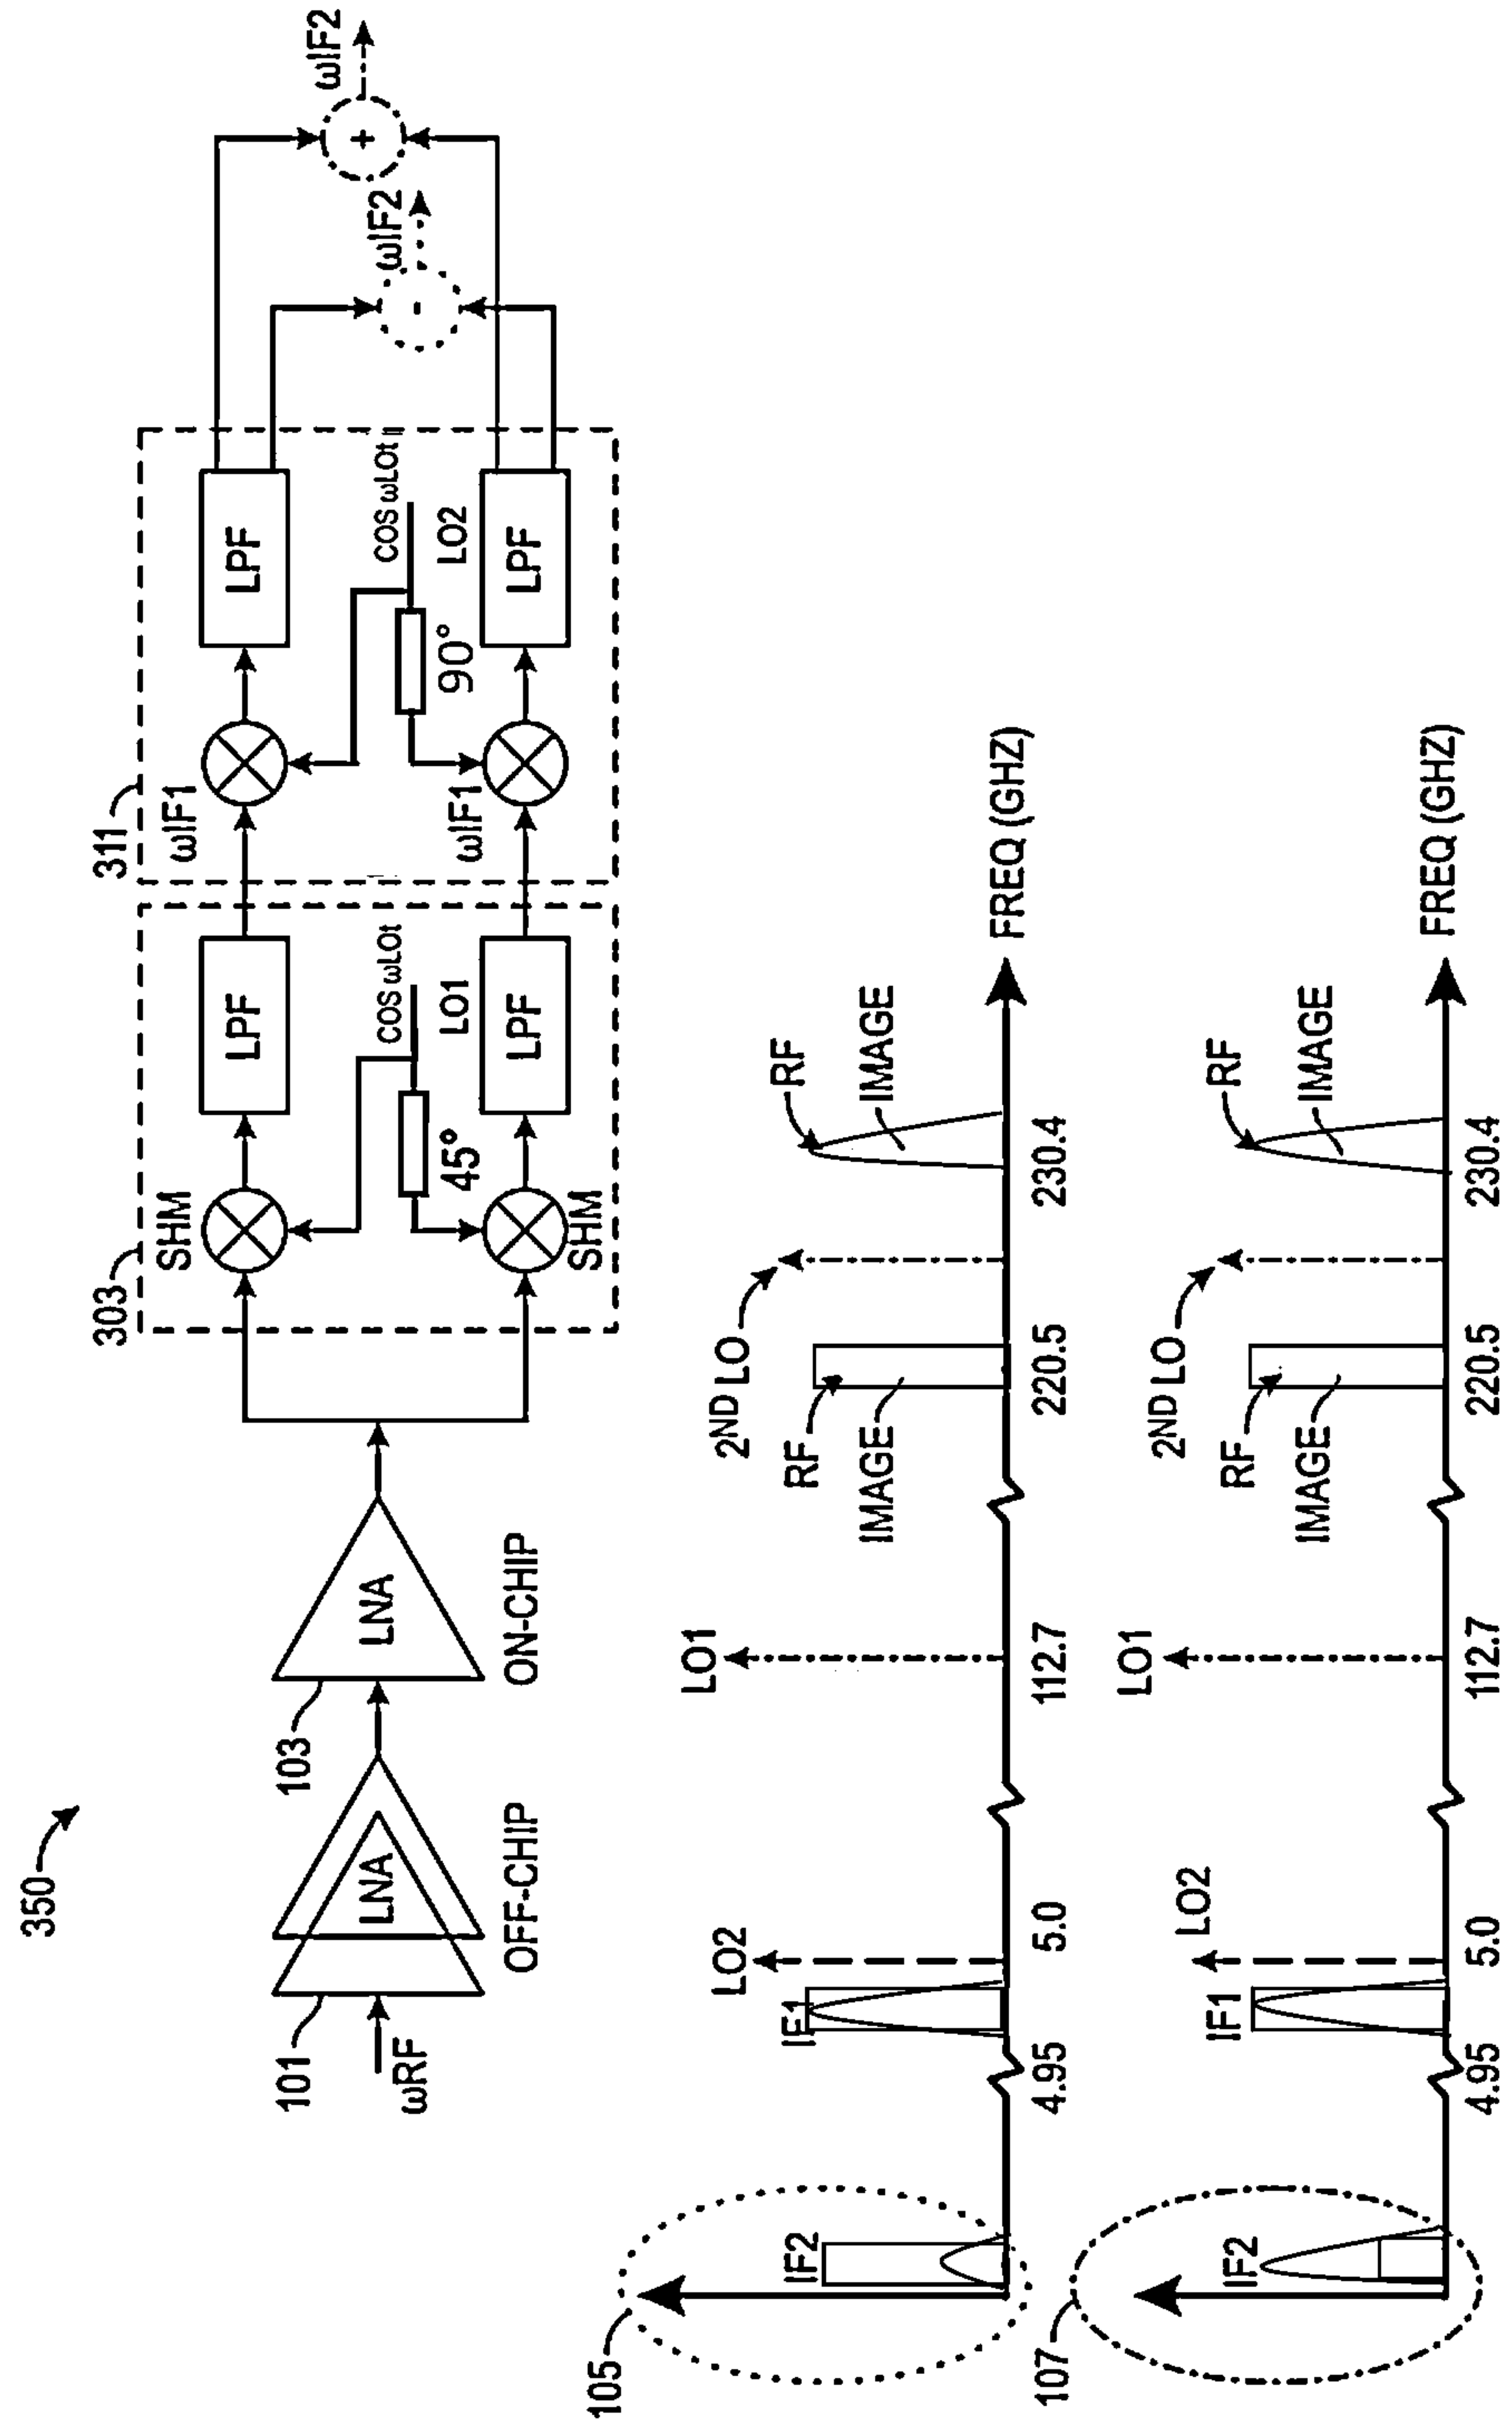 350
101
ωRF
LNA
OFF-CHIP
103
LNA
ON-CHIP
303
SHM
SHM
LPF
45°
COS ωLOt
LO1
LPF
311
ωIF1
ωIF1
LPF
90°
COS ωLOt
LO2
LPF
-
ωIF2
+
ωIF2
105
IF2
4.95
IF1
LO2
5.0
LO1
112.7
RF
IMAGE
220.5
2ND LO
RF
IMAGE
230.4
FREQ (GHZ)
107
IF2
4.95
IF1
LO2
5.0
LO1
112.7
RF
IMAGE
220.5
2ND LO
RF
IMAGE
230.4
FREQ (GHZ)